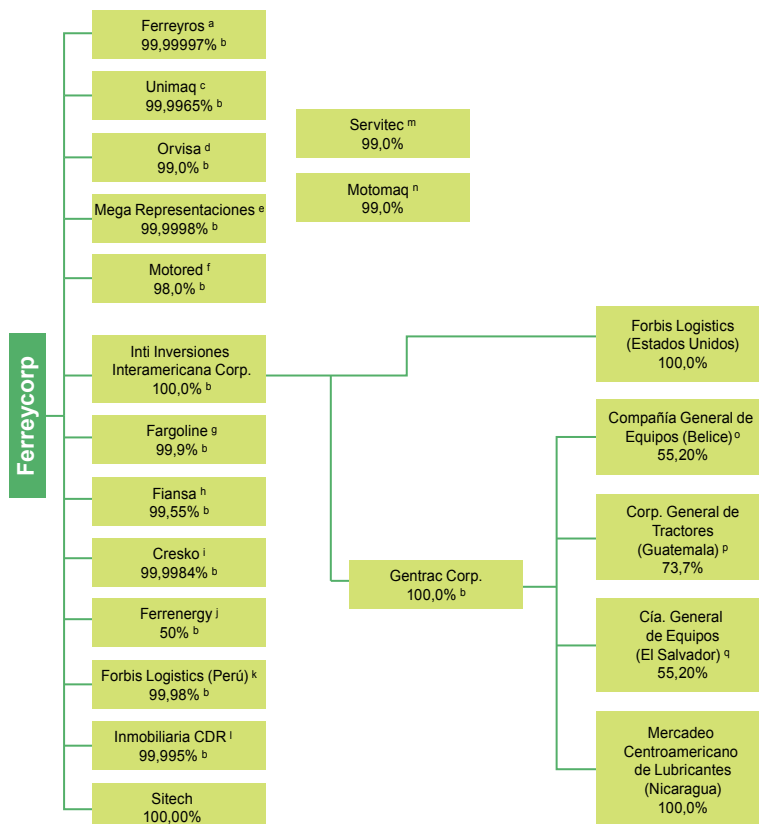 Ferreycorp
Ferreyros a
99,99997% b
Unimaq c
99,9965% b
Orvisa d
99,0% b
Mega Representaciones e
99,9998% b
Motored f
98,0% b
Inti Inversiones
Interamericana Corp.
100,0% b
Fargoline g
99,9% b
Fiansa h
99,55% b
Cresko i
99,9984% b
Ferrenergy j
50% b
Forbis Logistics (Perú) k
99,98% b
Inmobiliaria CDR l
99,995% b
Sitech
100,00%
Servitec m
99,0%
Motomaq n
99,0%
Gentrac Corp.
100,0% b
Forbis Logistics
(Estados Unidos)
100,0%
Compañía General de
Equipos (Belice) o
55,20%
Corp. General de
Tractores
(Guatemala) p
73,7%
Cía. General
de Equipos
(El Salvador) q
55,20%
Mercadeo
Centroamericano
de Lubricantes
(Nicaragua)
100,0%